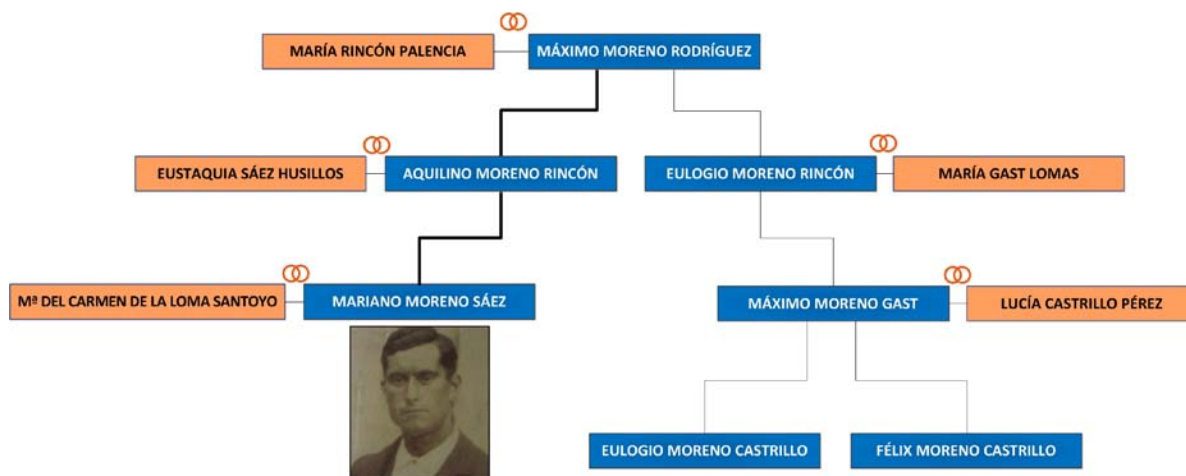 MARÍA RINCÓN PALENCIA
MÁXIMO MORENO RODRÍGUEZ
EUSTAQUIA SÁEZ HUSILLOS
AQUILINO MORENO RINCÓN
EULOGIO MORENO RINCÓN
MARÍA GAST LOMAS
Mª DEL CARMEN DE LA LOMA SANTOYO
MARIANO MORENO SÁEZ
MÁXIMO MORENO GAST
LUCÍA CASTRILLO PÉREZ
EULOGIO MORENO CASTRILLO
FÉLIX MORENO CASTRILLO